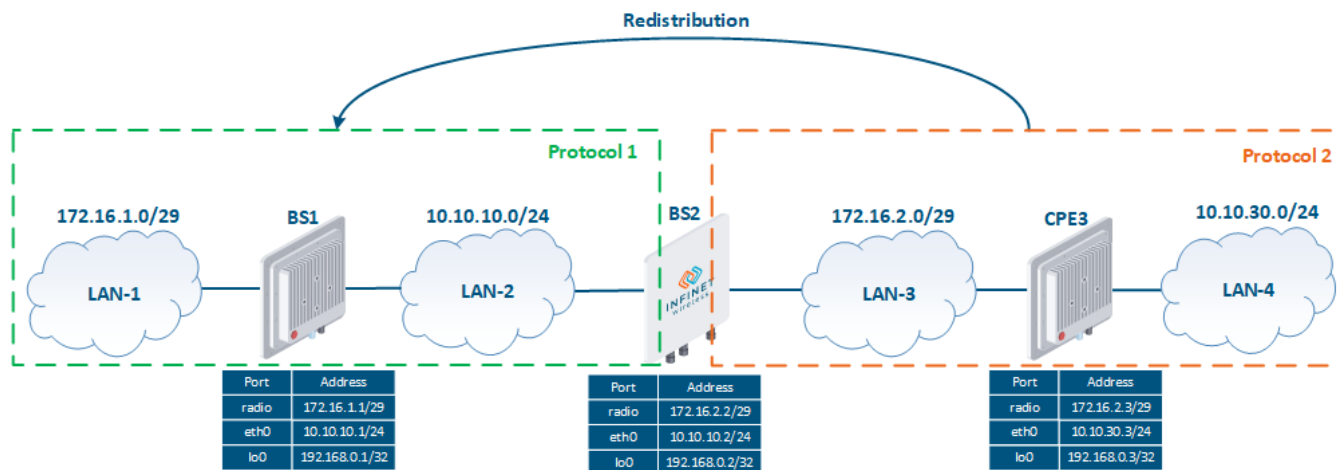 Redistribution
Protocol 1
Protocol 2
172.16.1.0/29
BS1
10.10.10.0/24
BS2
172.16.2.0/29
CPE3
10.10.30.0/24
LAN-1
LAN-2
INFINET
wireless
LAN-3
LAN-4
Port Address
radio 172.16.1.1/29
eth0 10.10.10.1/24
lo0 192.168.0.1/32
Port Address
radio 172.16.2.2/29
eth0 10.10.10.2/24
lo0 192.168.0.2/32
Port Address
radio 172.16.2.3/29
eth0 10.10.30.3/24
lo0 192.168.0.3/32